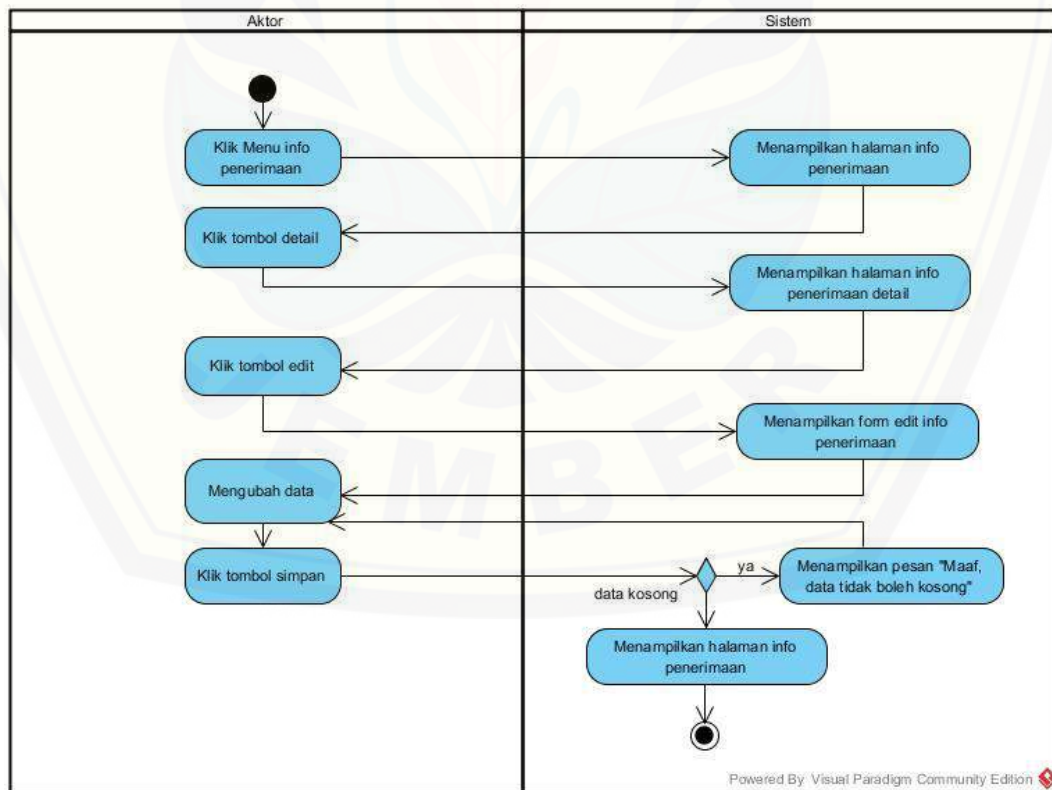 Aktor
Sistem
Klik Menu info
penerimaan
Menampilkan halaman info
penerimaan
Klik tombol detail
Menampilkan halaman info
penerimaan detail
Klik tombol edit
Menampilkan form edit info
penerimaan
Mengubah data
Klik tombol simpan
data kosong
ya
Menampilkan pesan "Maaf,
data tidak boleh kosong"
Menampilkan halaman info
penerimaan
JEMBER
Powered By Visual Paradigm Community Edition